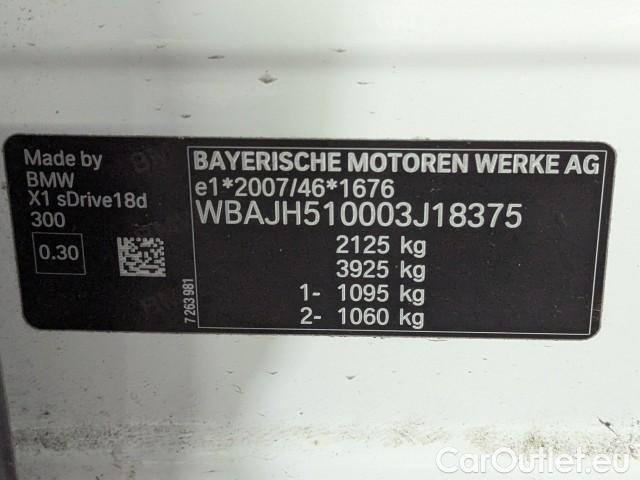 Made by
BMW
X1 sDrive18d
300
0.30
7 263 981
BAYERISCHE MOTOREN WERKE AG
e1*2007/46*1676
WBAJH510003J18375
2125 kg
3925 kg
1- 1095 kg
2- 1060 kg
CarOutlet.eu